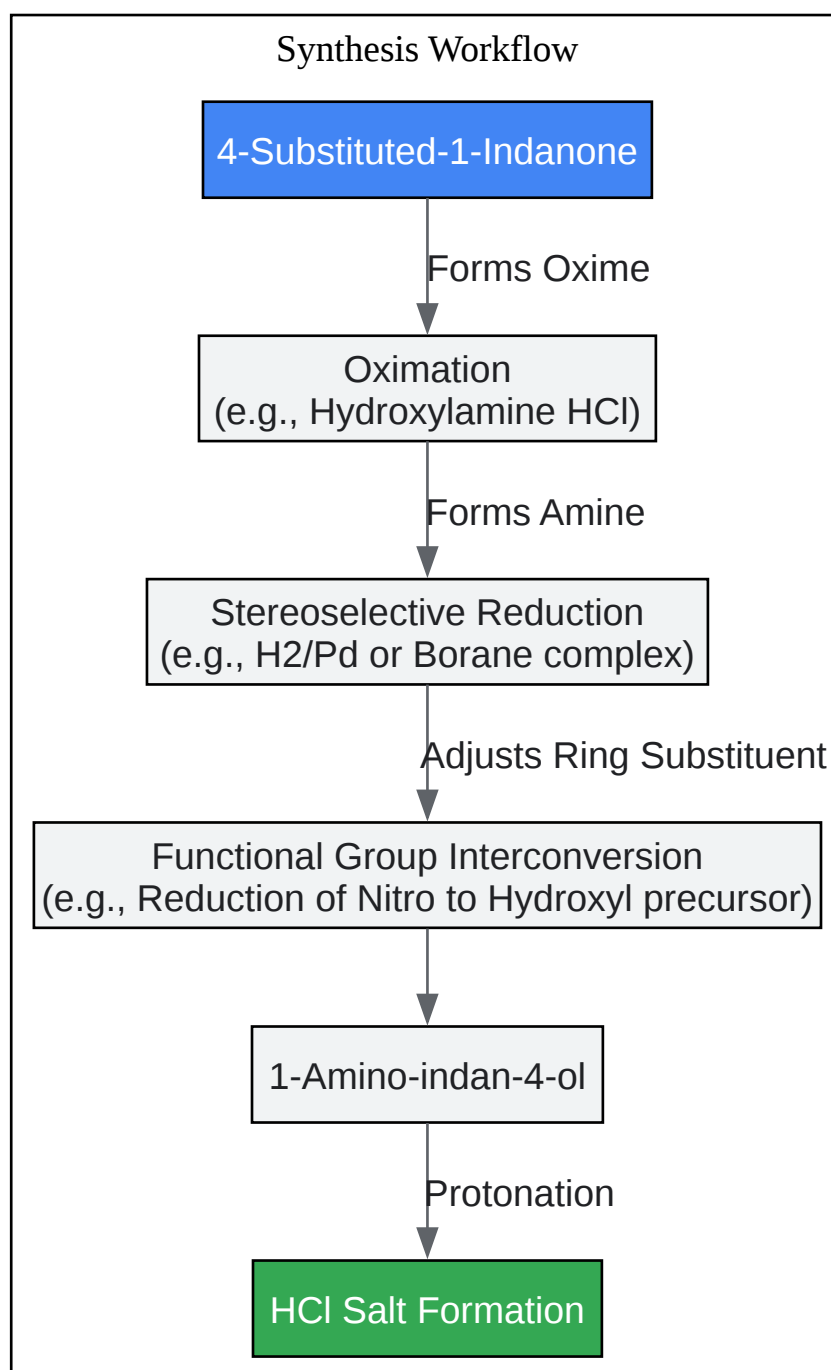 Synthesis Workflow
4-Substituted-1-Indanone
Forms Oxime
Oximation
(e.g., Hydroxylamine HCl)
Forms Amine
Stereoselective Reduction
(e.g., H2/Pd or Borane complex)
Adjusts Ring Substituent
Functional Group Interconversion
(e.g., Reduction of Nitro to Hydroxyl precursor)
1-Amino-indan-4-ol
Protonation
HCl Salt Formation